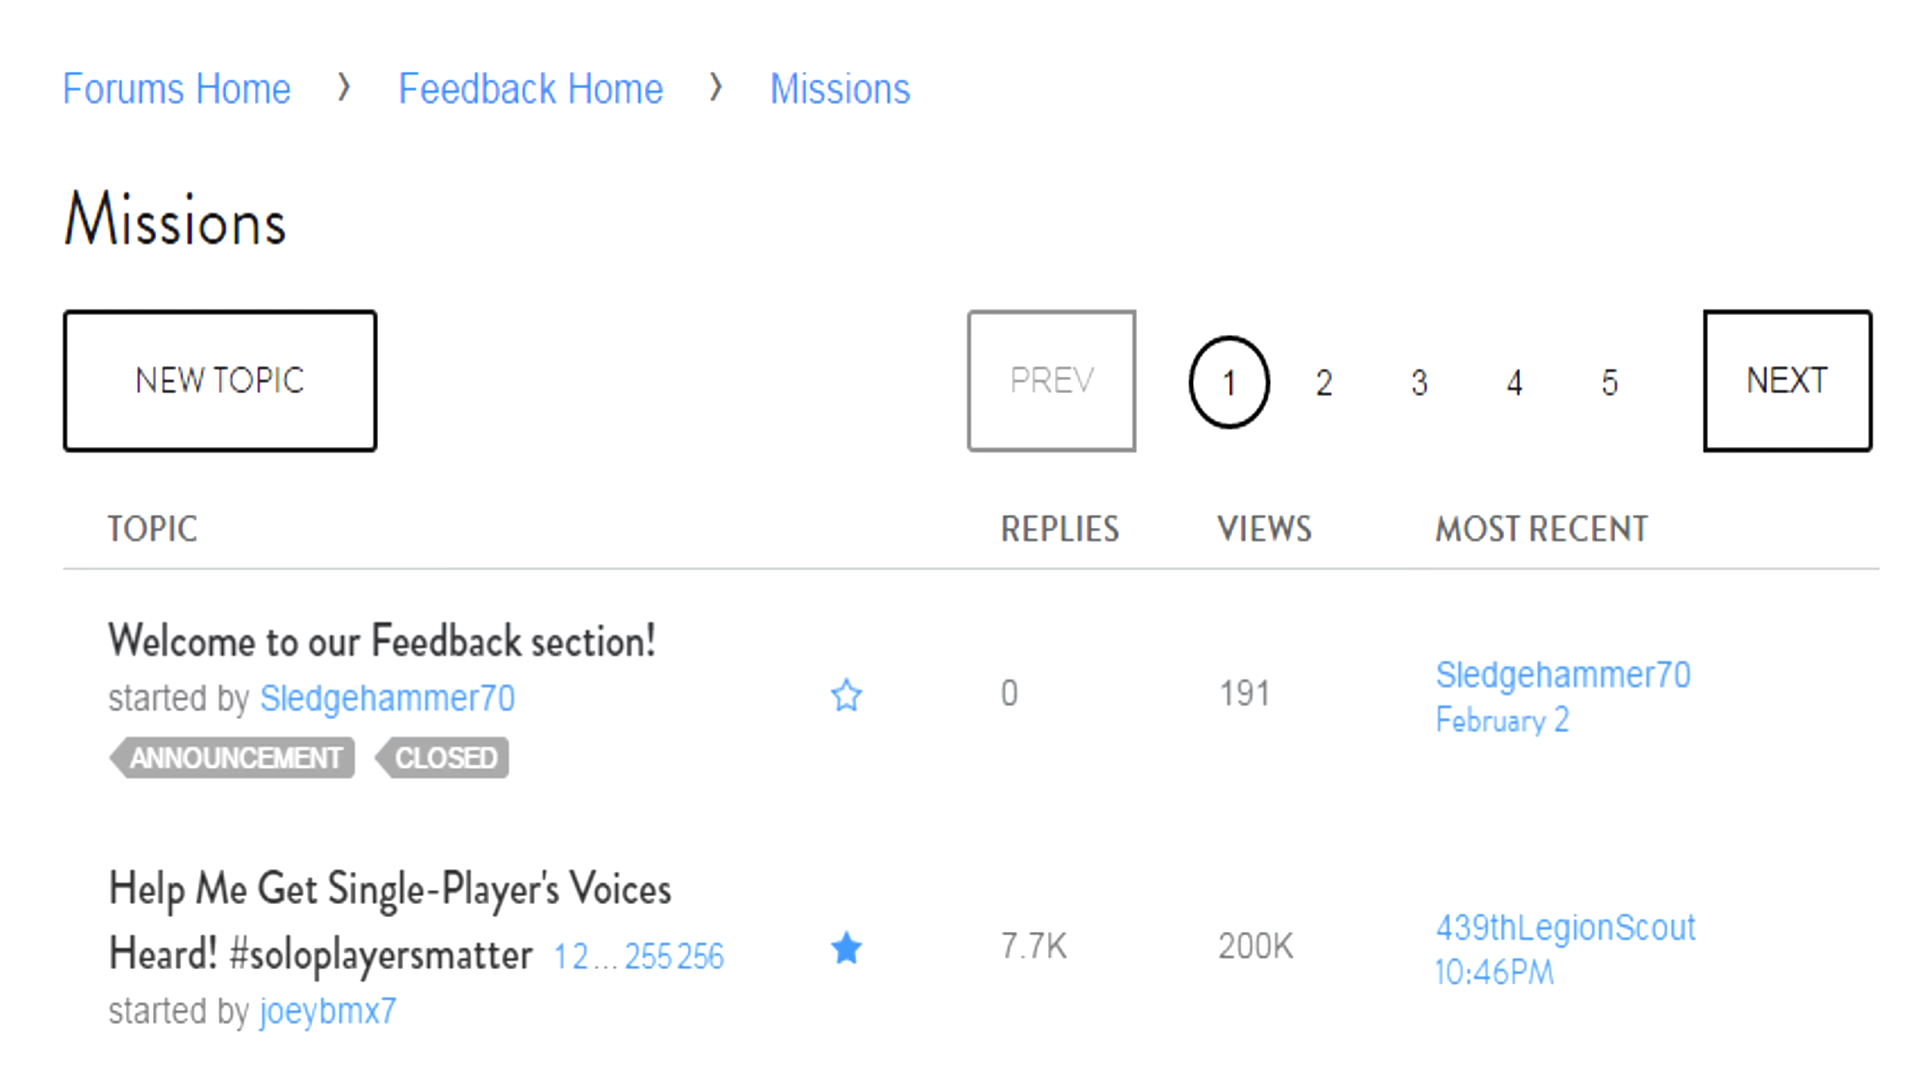 Forums Home › Feedback Home › Missions
Missions
NEW TOPIC
PREV 1 2 3 4 5 NEXT
TOPIC REPLIES VIEWS MOST RECENT
Welcome to our Feedback section!
started by Sledgehammer70
ANNOUNCEMENT CLOSED
0 191 Sledgehammer70
February 2
Help Me Get Single-Player's Voices
Heard! #soloplayersmatter 1 2 ... 255 256
started by joeybmx7
7.7K 200K 439thLegionScout
10:46PM